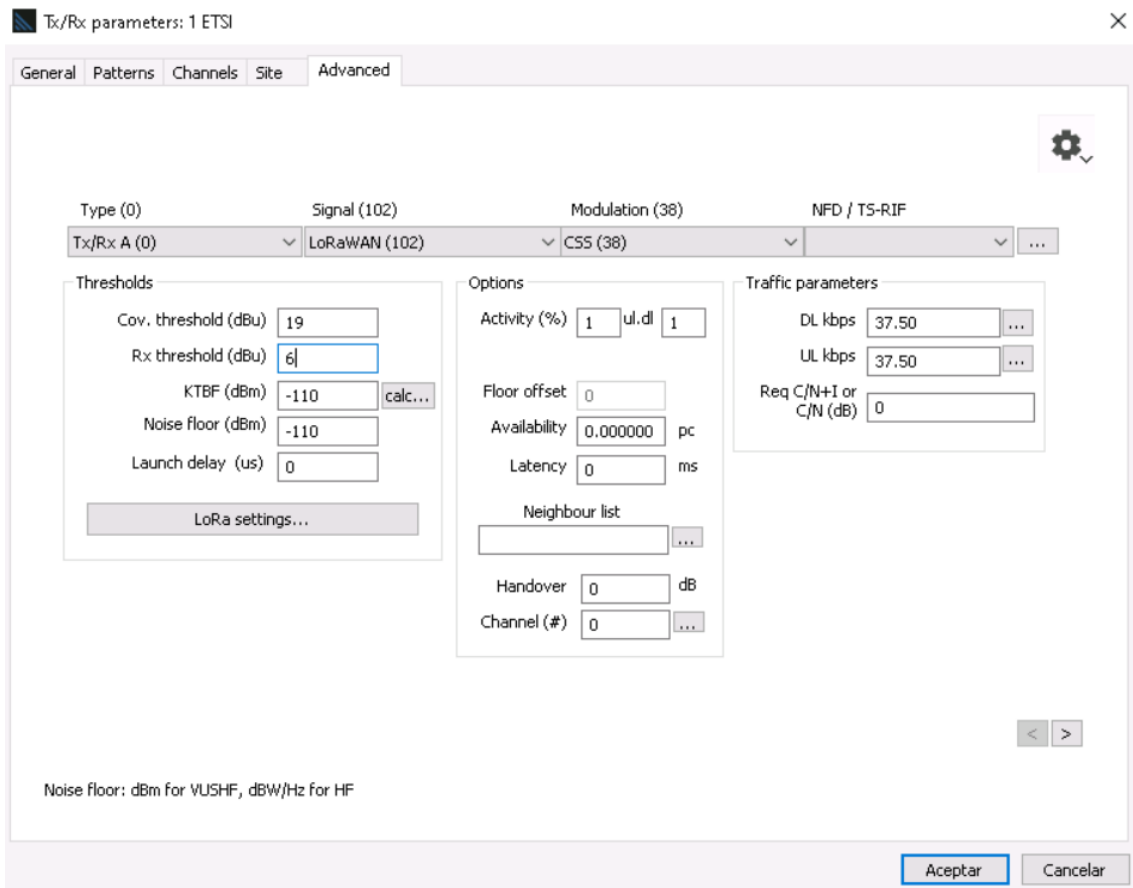 Tx/Rx parameters: 1 ETSI
General Patterns Channels Site Advanced
Type (0) Signal (102) Modulation (38) NFD / TS-RIF
Tx/Rx A (0) LoRaWAN (102) CSS (38) ...
Thresholds
Cov. threshold (dBu) 19
Rx threshold (dBu) 6
KTBF (dBm) -110 calc...
Noise floor (dBm) -110
Launch delay (us) 0
LoRa settings...
Options
Activity (%) 1 ul.dl 1
Floor offset 0
Availability 0.000000 pc
Latency 0 ms
Neighbour list
...
Handover 0 dB
Channel (#) 0 ...
Traffic parameters
DL kbps 37.50 ...
UL kbps 37.50 ...
Req C/N+I or
C/N (dB) 0
< >
Noise floor: dBm for VUSHF, dBW/Hz for HF
Aceptar Cancelar